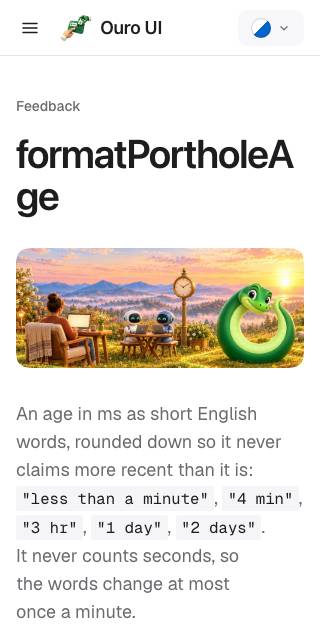 Ouro UI
Feedback
formatPortholeA
ge
An age in ms as short English
words, rounded down so it never
claims more recent than it is:
"less than a minute", "4 min",
"3 hr", "1 day", "2 days".
It never counts seconds, so
the words change at most
once a minute.